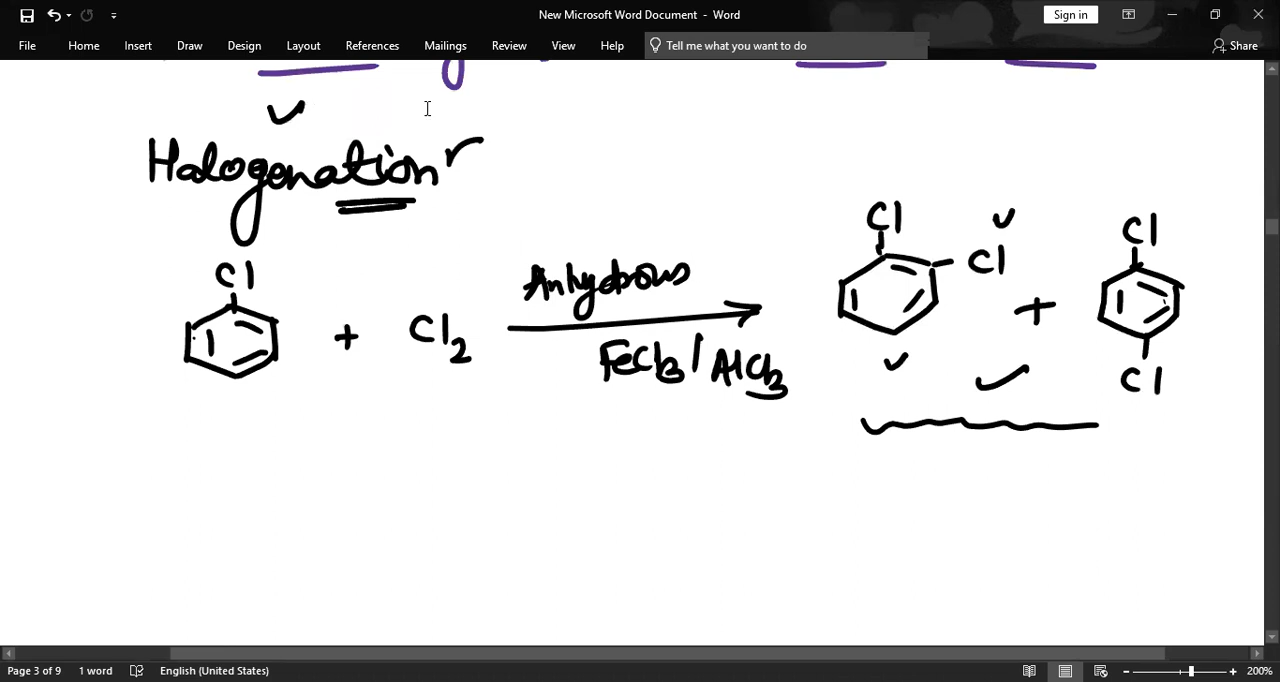 New Microsoft Word Document - Word
Sign in
File Home Insert Draw Design Layout References Mailings Review View Help Tell me what you want to do Share
Halogenation
Cl
+ Cl2
Anhydrous
FeCl3/AlCl3
Cl
Cl
+
Cl
Cl
Page 3 of 9 1 word English (United States) 200%